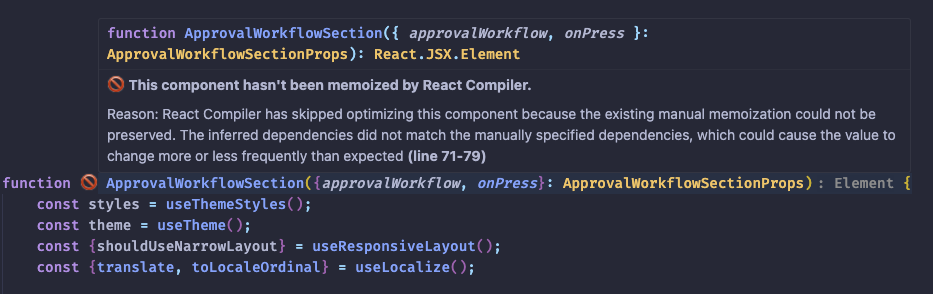 function ApprovalWorkflowSection({ approvalWorkflow, onPress }:
ApprovalWorkflowSectionProps): React.JSX.Element
🚫 This component hasn't been memoized by React Compiler.
Reason: React Compiler has skipped optimizing this component because the existing manual memoization could not be
preserved. The inferred dependencies did not match the manually specified dependencies, which could cause the value to
change more or less frequently than expected (line 71-79)
function 🚫 ApprovalWorkflowSection({approvalWorkflow, onPress}: ApprovalWorkflowSectionProps): Element {
const styles = useThemeStyles();
const theme = useTheme();
const {shouldUseNarrowLayout} = useResponsiveLayout();
const {translate, toLocaleOrdinal} = useLocalize();